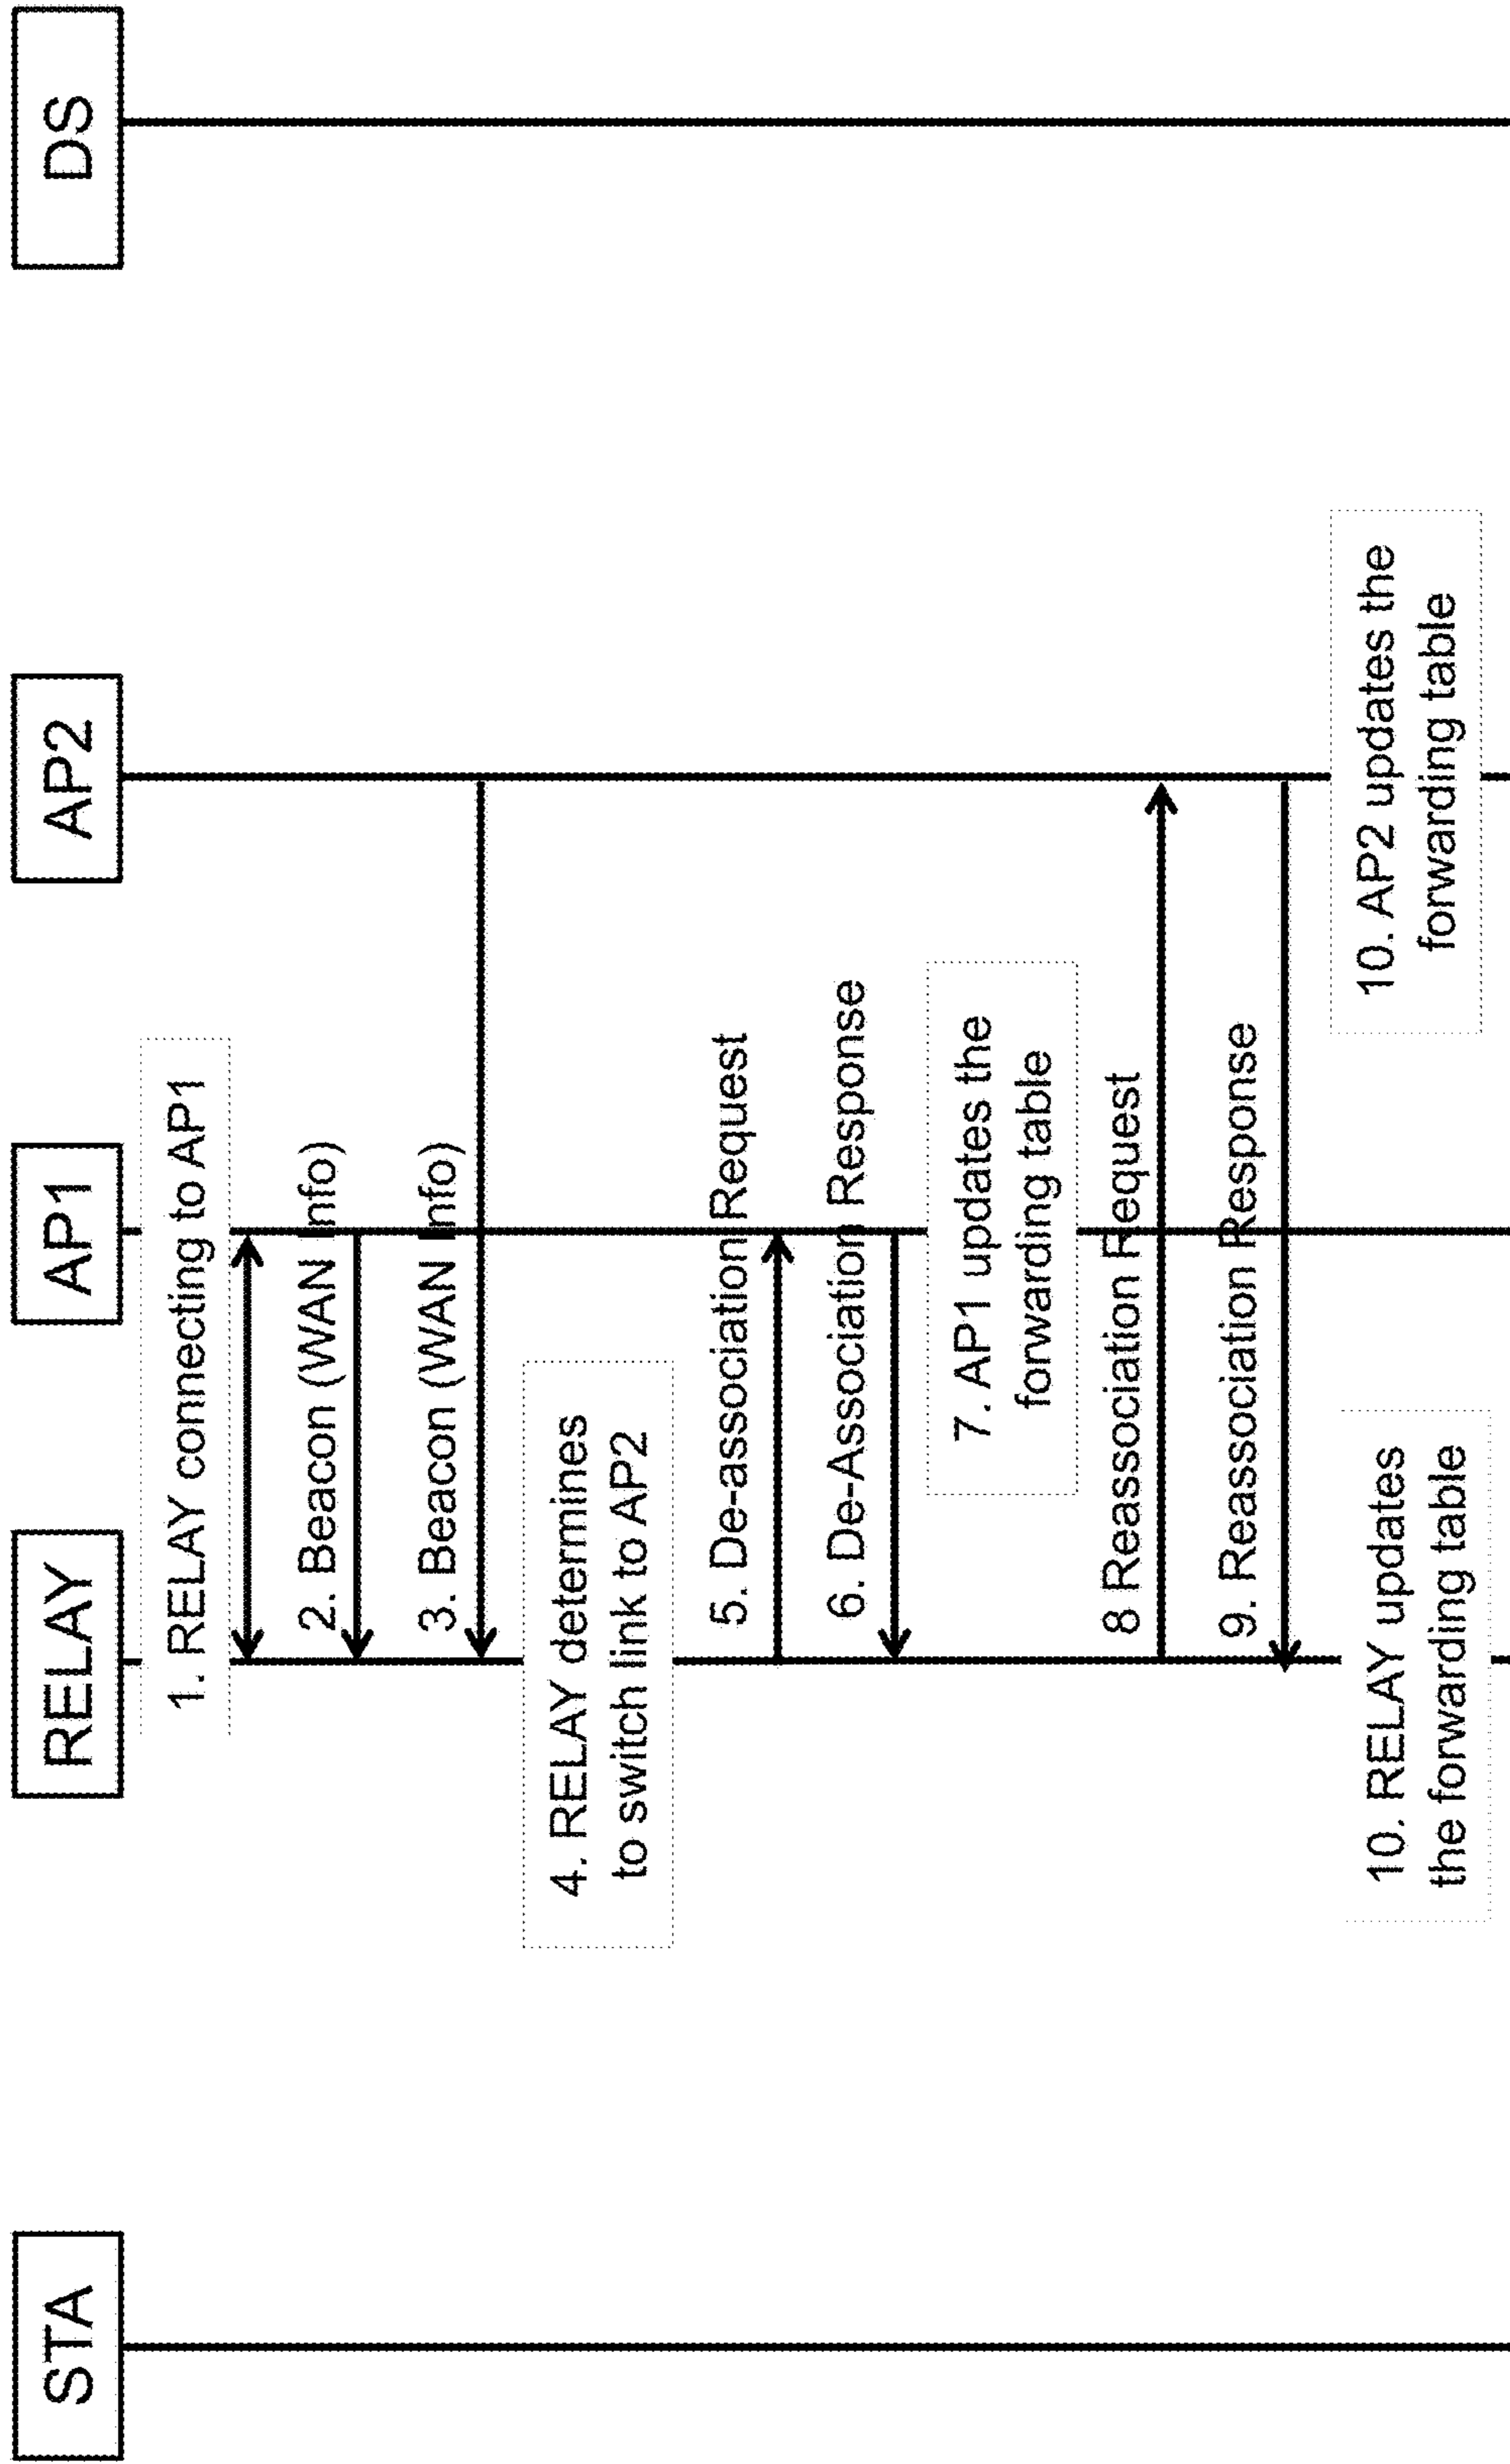 STA
RELAY
AP1
AP2
DS
1. RELAY connecting to AP1
2. Beacon (WAN Info)
3. Beacon (WAN Info)
4. RELAY determines
to switch link to AP2
5. De-association Request
6. De-Association Response
7. AP1 updates the
forwarding table
8 Reassociation Request
9. Reassociation Response
10. RELAY updates
the forwarding table
10. AP2 updates the
forwarding table